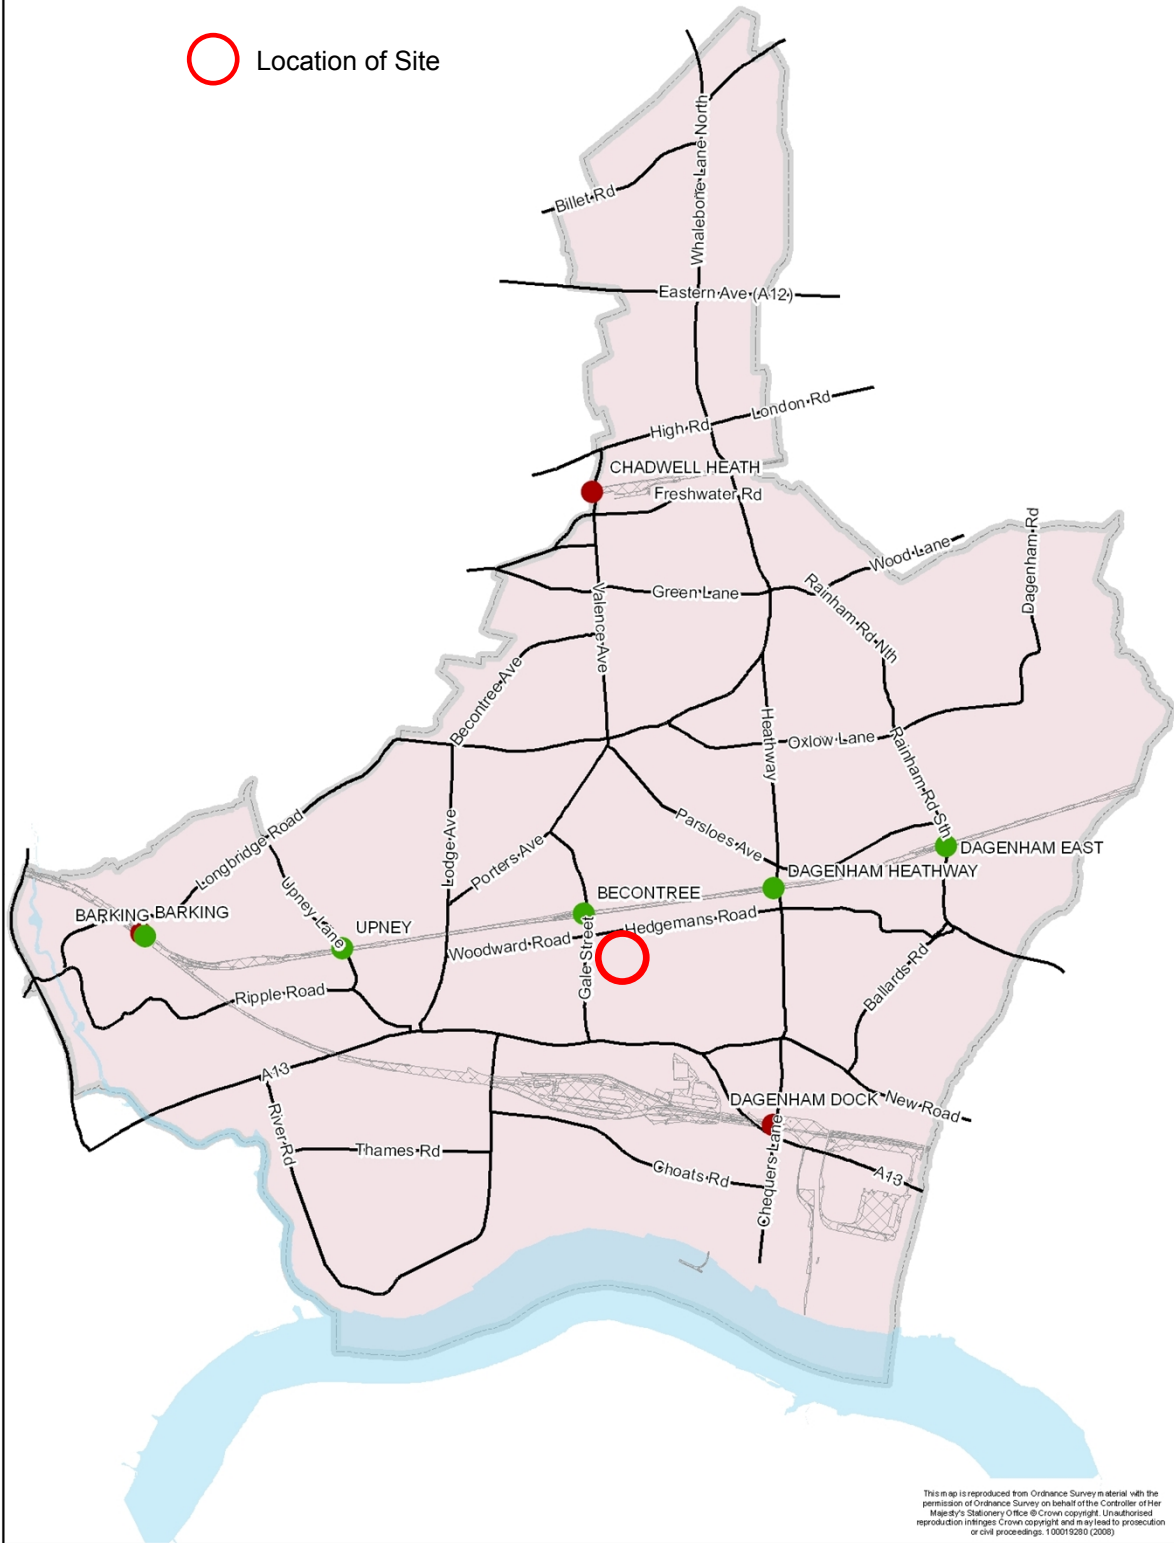 Location of Site
Whalebone Lane North
Billet Rd
Eastern Ave (A12)
London Rd
High Rd
CHADWELL HEATH
Freshwater Rd
Dagenham Rd
Wood Lane
Rainham Rd Nth
Green Lane
Valence Ave
Becontree Ave
Heathway
Oxlow Lane
Rainham Rd Sth
Longbridge Road
Lodge Ave
Parsloes Ave
Porters Ave
DAGENHAM EAST
DAGENHAM HEATHWAY
Upney Lane
BECONTREE
BARKING
BARKING
UPNEY
Hedgemans Road
Woodward Road
Gale Street
Ballards Rd
Ripple Road
A13
DAGENHAM DOCK
New Road
River Rd
Thames Rd
Choats Rd
Chequers Lane
A13
This map is reproduced from Ordnance Survey material with the
permission of Ordnance Survey on behalf of the Controller of Her
Majesty's Stationery Office © Crown copyright. Unauthorised
reproduction infringes Crown copyright and may lead to prosecution
or civil proceedings. 100019280 (2008)